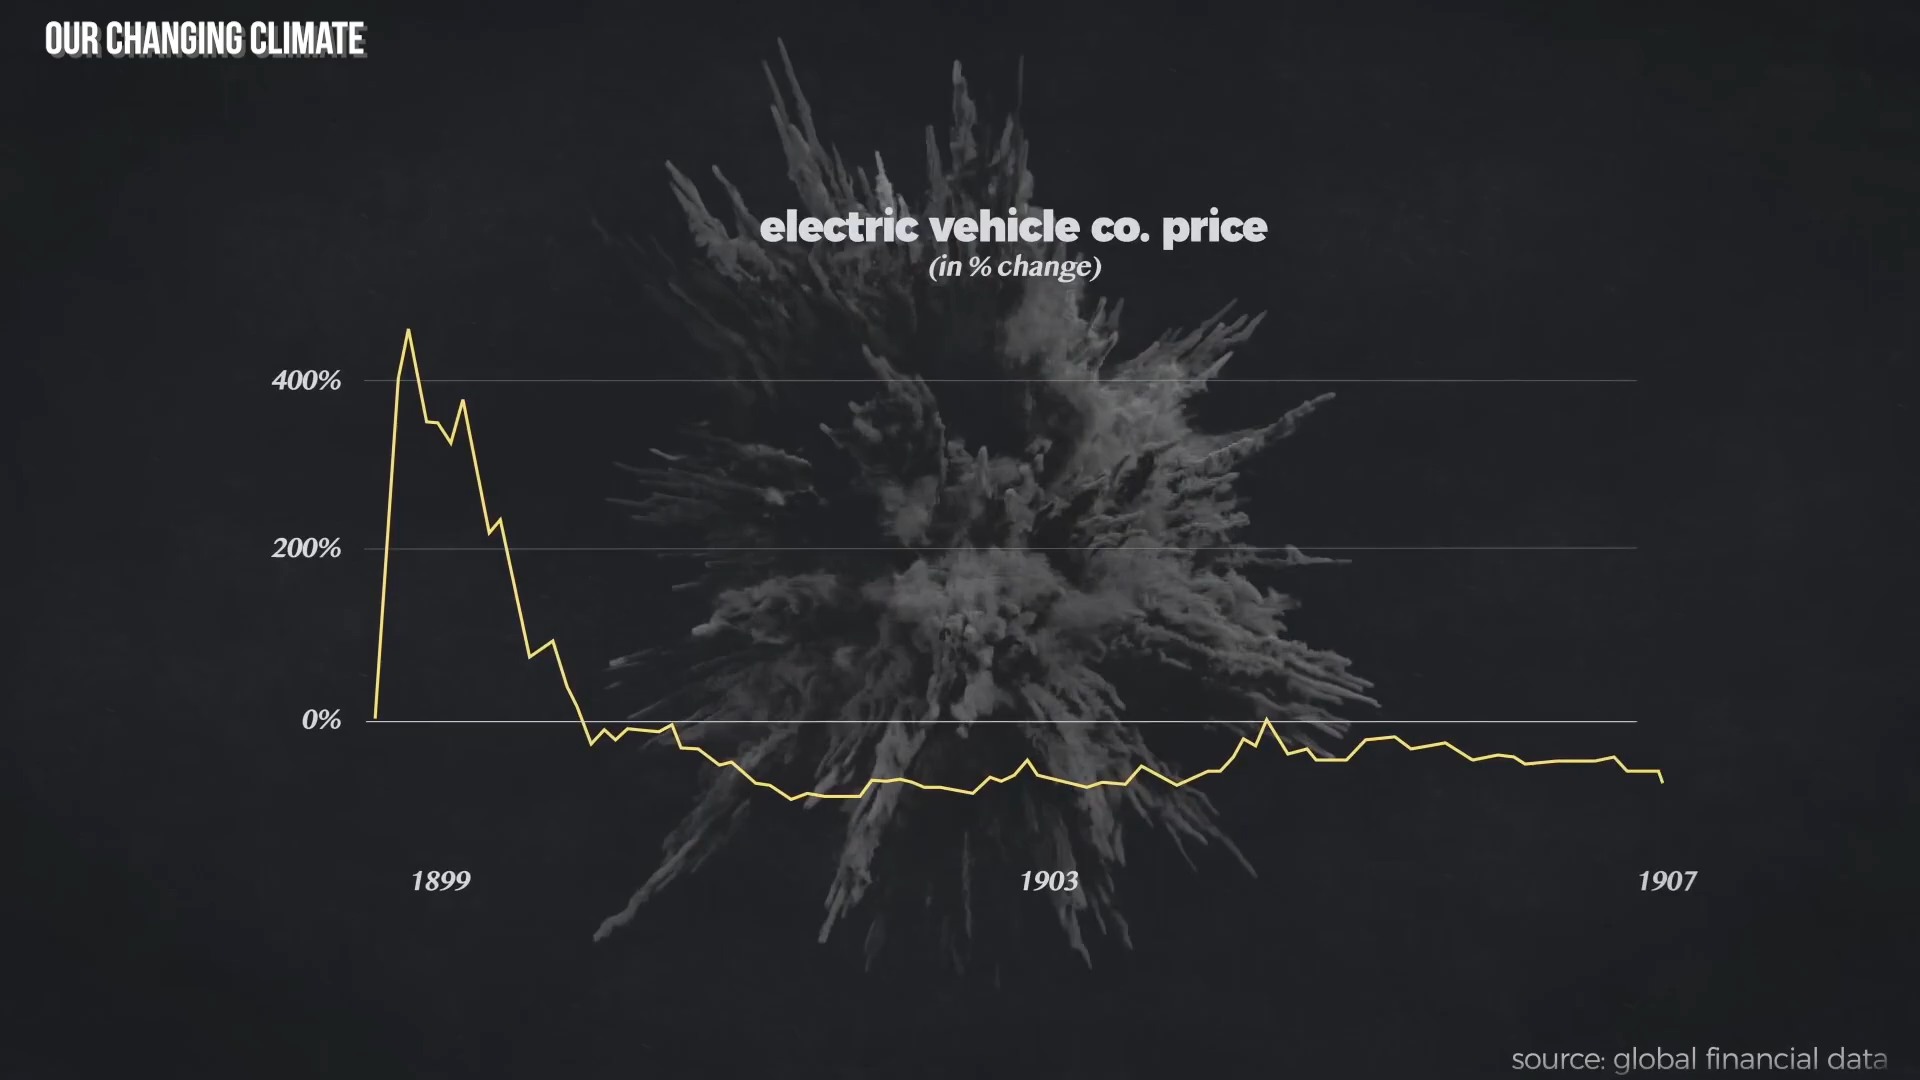 OUR CHANGING CLIMATE
electric vehicle co. price
(in % change)
400%
200%
0%
1899
1903
1907
source: global financial data